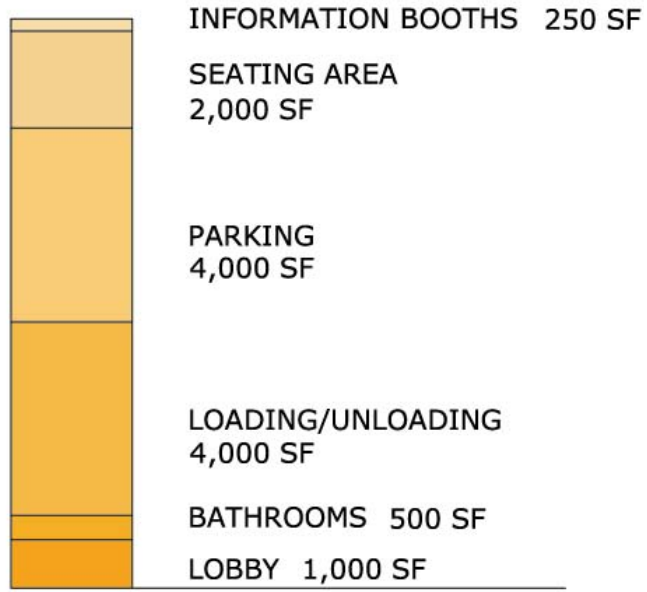 INFORMATION BOOTHS 250 SF
SEATING AREA
2,000 SF
PARKING
4,000 SF
LOADING/UNLOADING
4,000 SF
BATHROOMS 500 SF
LOBBY 1,000 SF